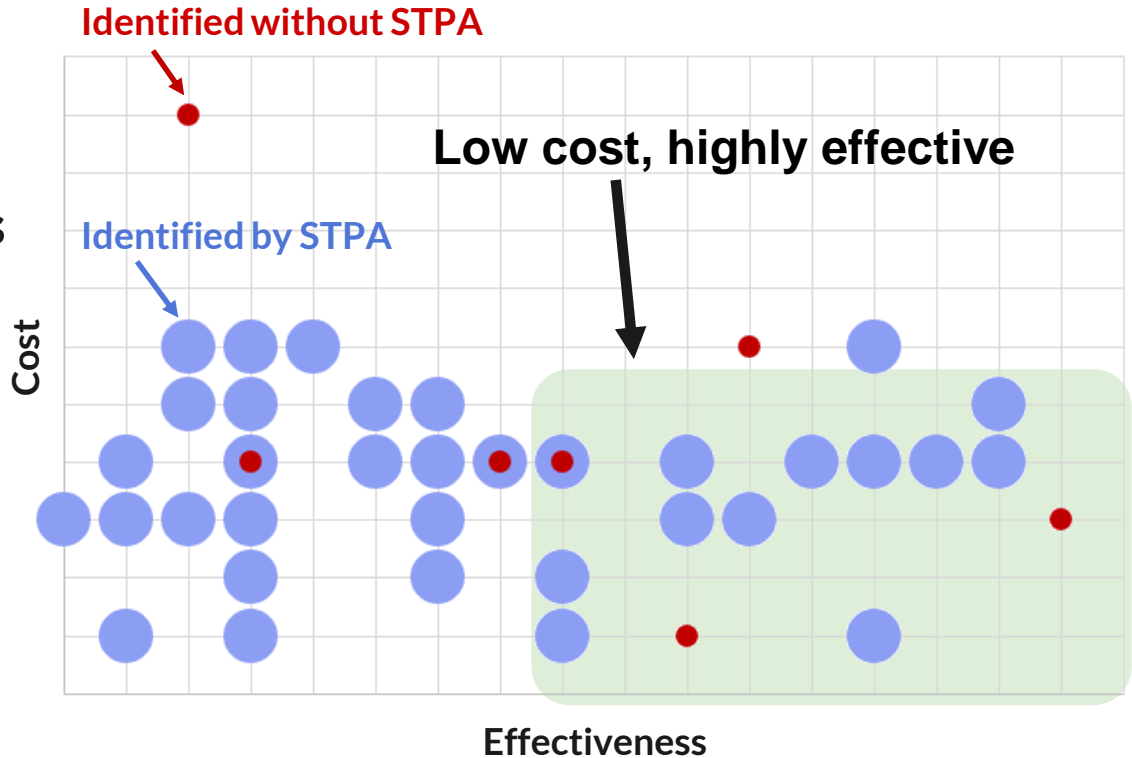 Identified without STPA
Low cost, highly effective
Identified by STPA
Cost
Effectiveness